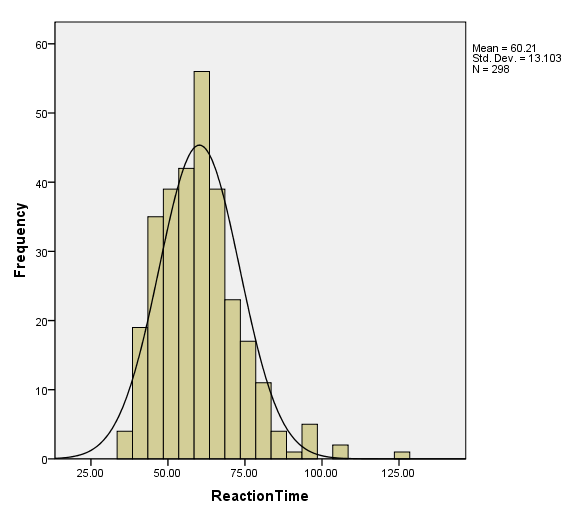 60
50
40
30
20
10
0
Frequency
25.00 50.00 75.00 100.00 125.00
ReactionTime
Mean = 60.21
Std. Dev. = 13.103
N = 298